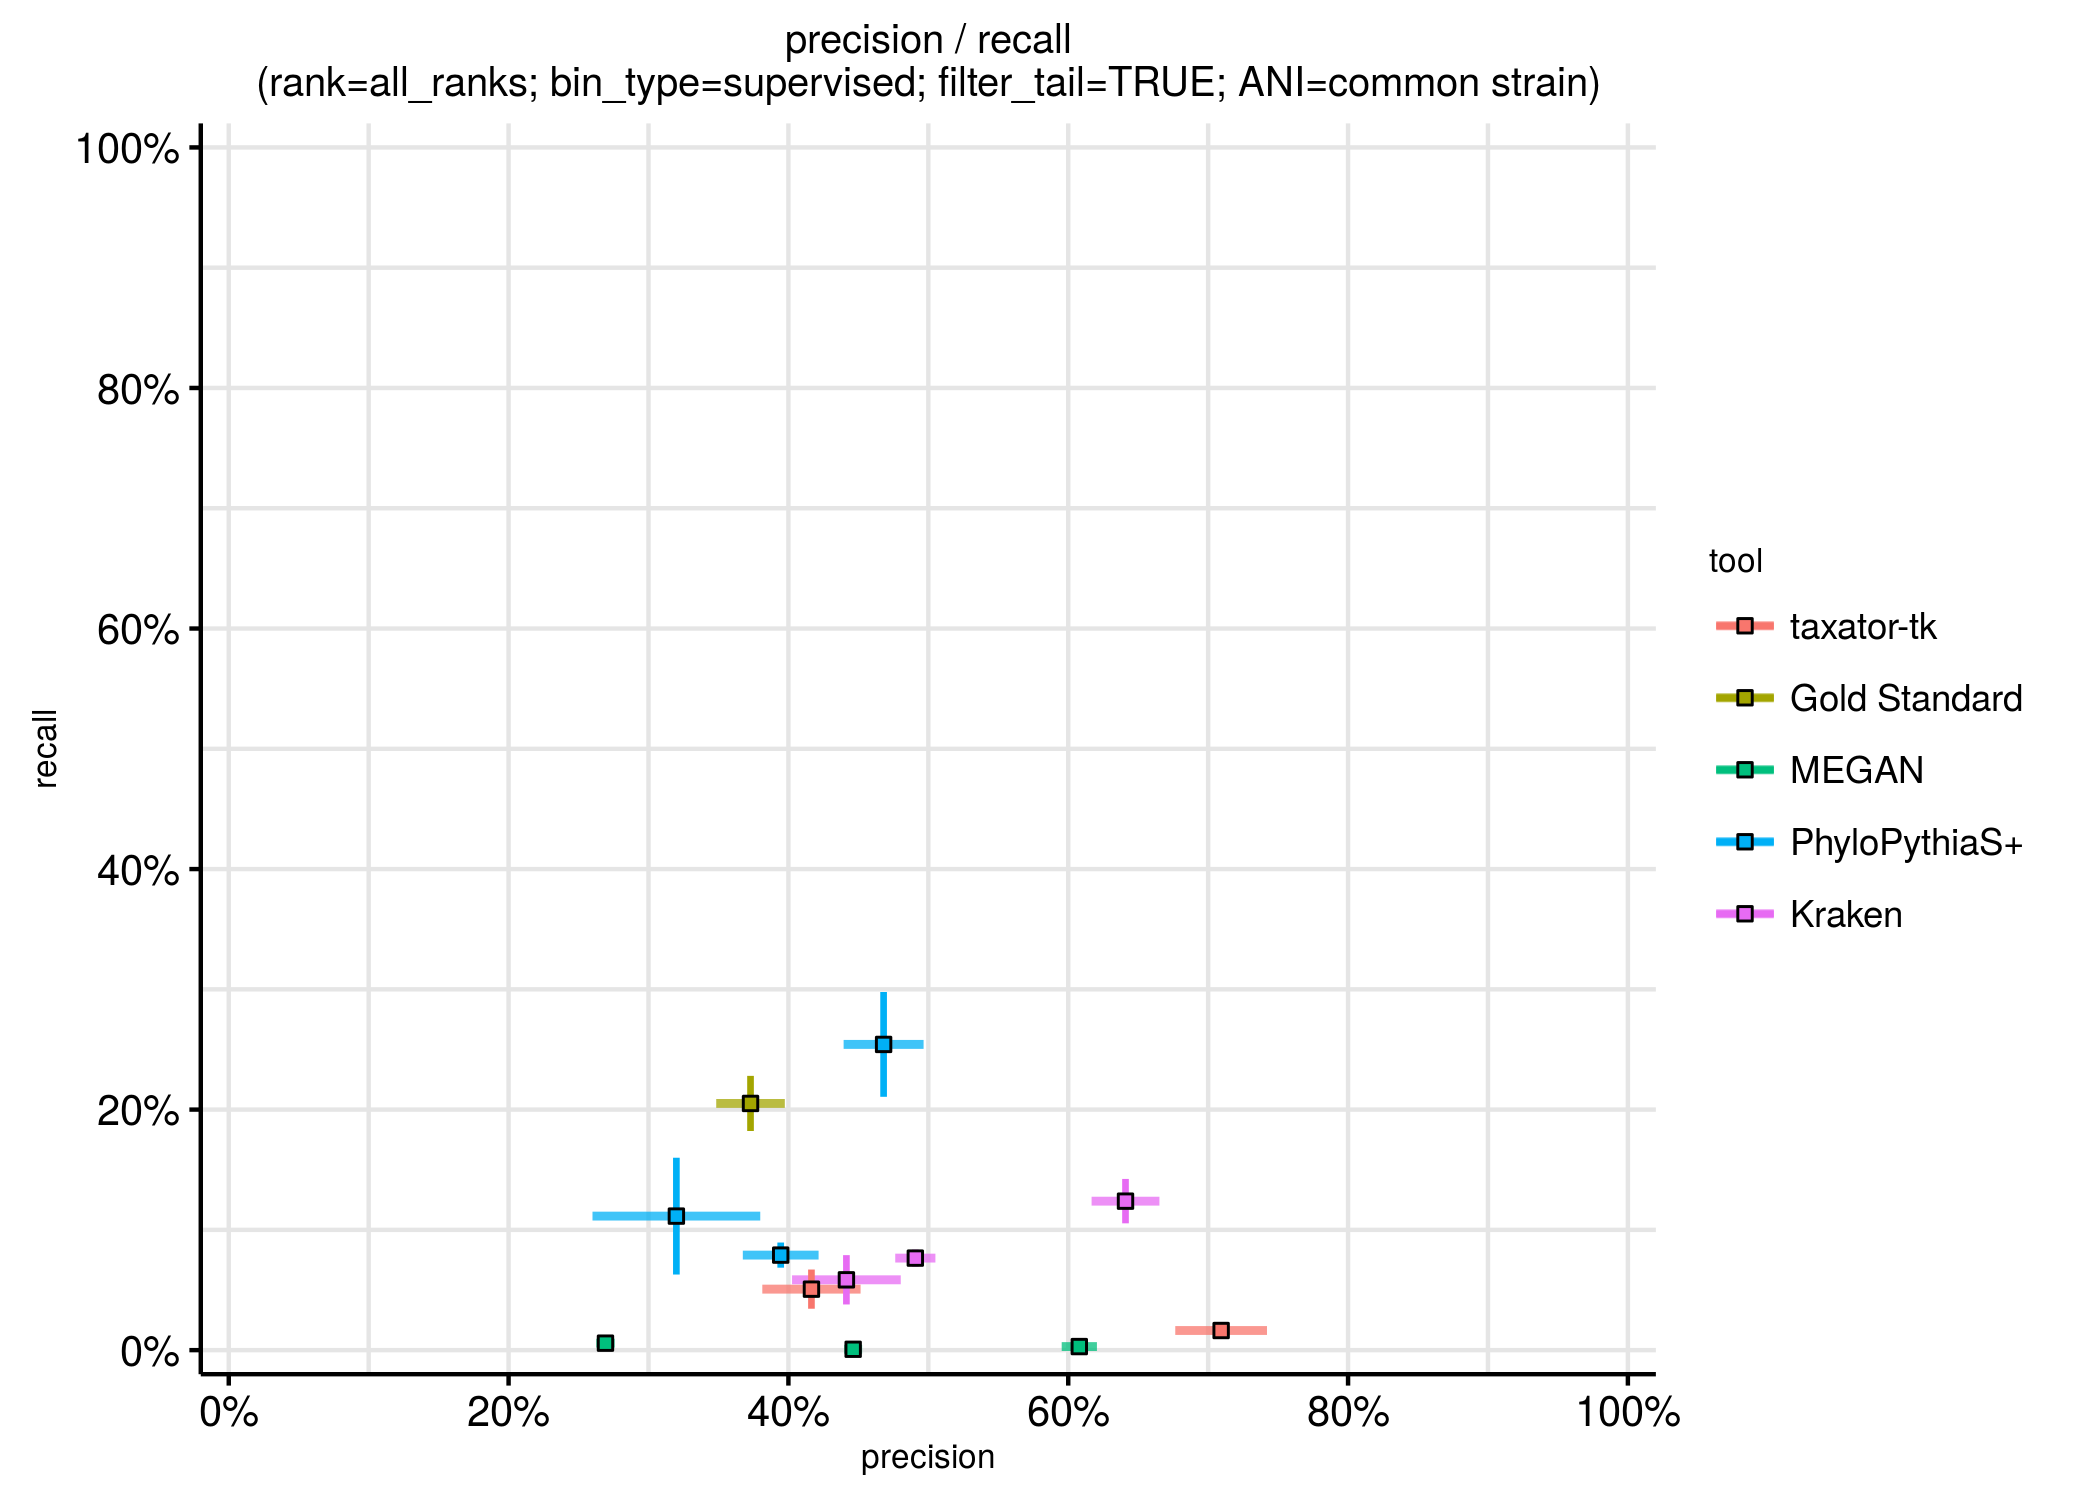 precision / recall
(rank=all_ranks; bin_type=supervised; filter_tail=TRUE; ANI=common strain)
100%
80%
60%
40%
20%
0%
recall
0%
20%
40%
60%
80%
100%
precision
tool
taxator-tk
Gold Standard
MEGAN
PhyloPythiaS+
Kraken